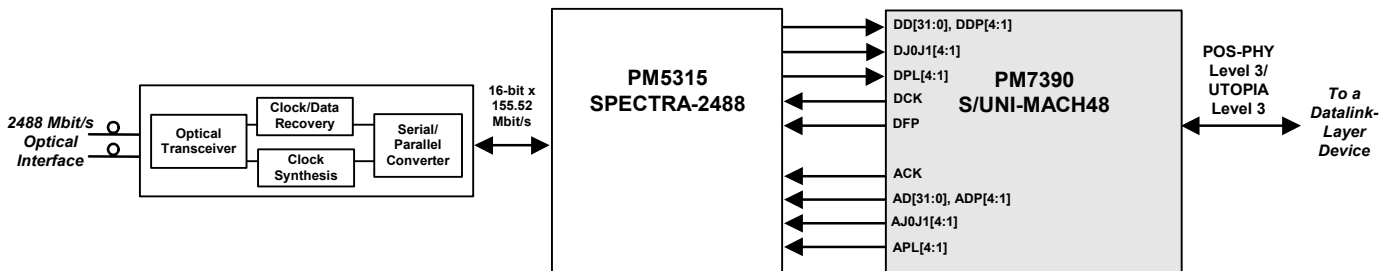 2488 Mbit/s
Optical
Interface
Optical
Transceiver
Clock/Data
Recovery
Clock
Synthesis
Serial/
Parallel
Converter
16-bit x
155.52
Mbit/s
PM5315
SPECTRA-2488
DD[31:0], DDP[4:1]
DJ0J1[4:1]
DPL[4:1]
DCK
DFP
ACK
AD[31:0], ADP[4:1]
AJ0J1[4:1]
APL[4:1]
PM7390
S/UNI-MACH48
POS-PHY
Level 3/
UTOPIA
Level 3
To a
Datalink-
Layer
Device